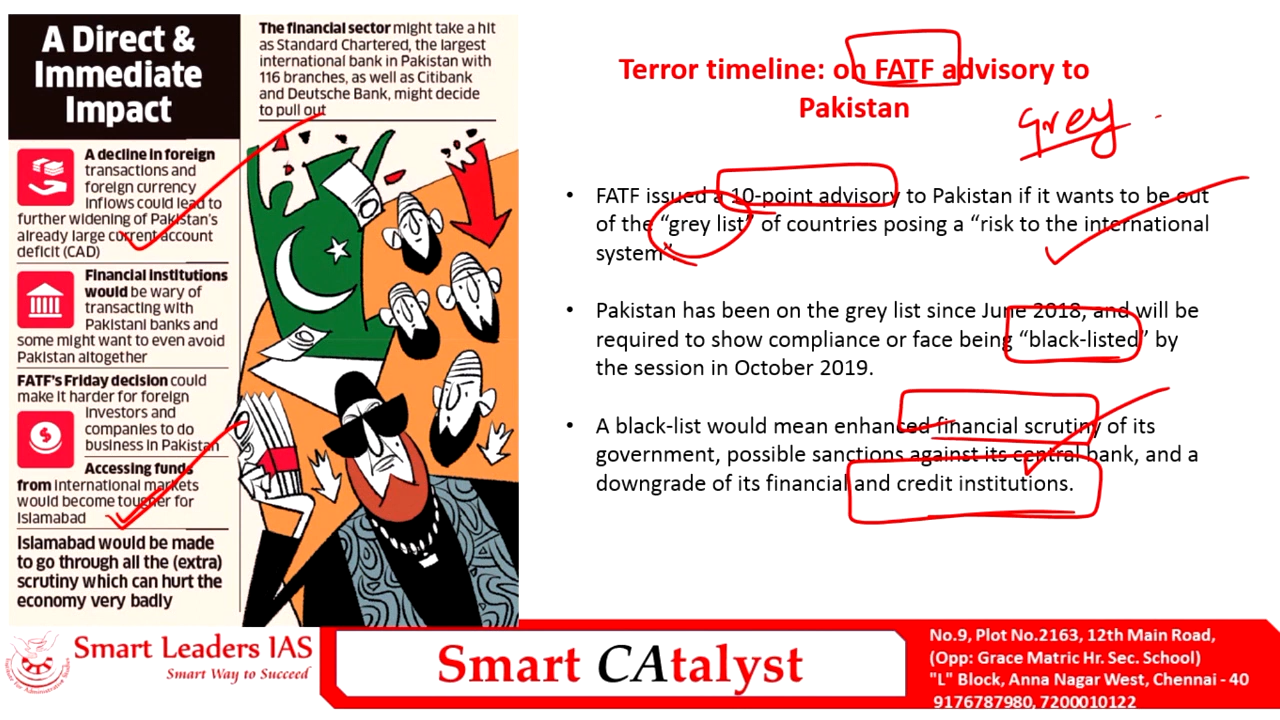 A Direct &
Immediate
Impact
The financial sector might take a hit
as Standard Chartered, the largest
international bank in Pakistan with
116 branches, as well as Citibank
and Deutsche Bank, might decide
to pull out
A decline in foreign
transactions and
foreign currency
inflows could lead to
further widening of Pakistan's
already large current account
deficit (CAD)
Financial institutions
would be wary of
transacting with
Pakistani banks and
some might want to even avoid
Pakistan altogether
FATF's Friday decision could
make it harder for foreign
investors and
companies to do
business in Pakistan
Accessing funds
from international markets
would become tougher for
Islamabad
Islamabad would be made
to go through all the (extra)
scrutiny which can hurt the
economy very badly
Terror timeline: on FATF advisory to
Pakistan
Grey
• FATF issued a 10-point advisory to Pakistan if it wants to be out
of the “grey list” of countries posing a “risk to the international
system”.
• Pakistan has been on the grey list since June 2018, and will be
required to show compliance or face being “black-listed” by
the session in October 2019.
• A black-list would mean enhanced financial scrutiny of its
government, possible sanctions against its central bank, and a
downgrade of its financial and credit institutions.
Smart Leaders IAS
Smart Way to Succeed
Smart CAtalyst
No.9, Plot No.2163, 12th Main Road,
(Opp: Grace Matric Hr. Sec. School)
"L" Block, Anna Nagar West, Chennai - 40
9176787980, 7200010122